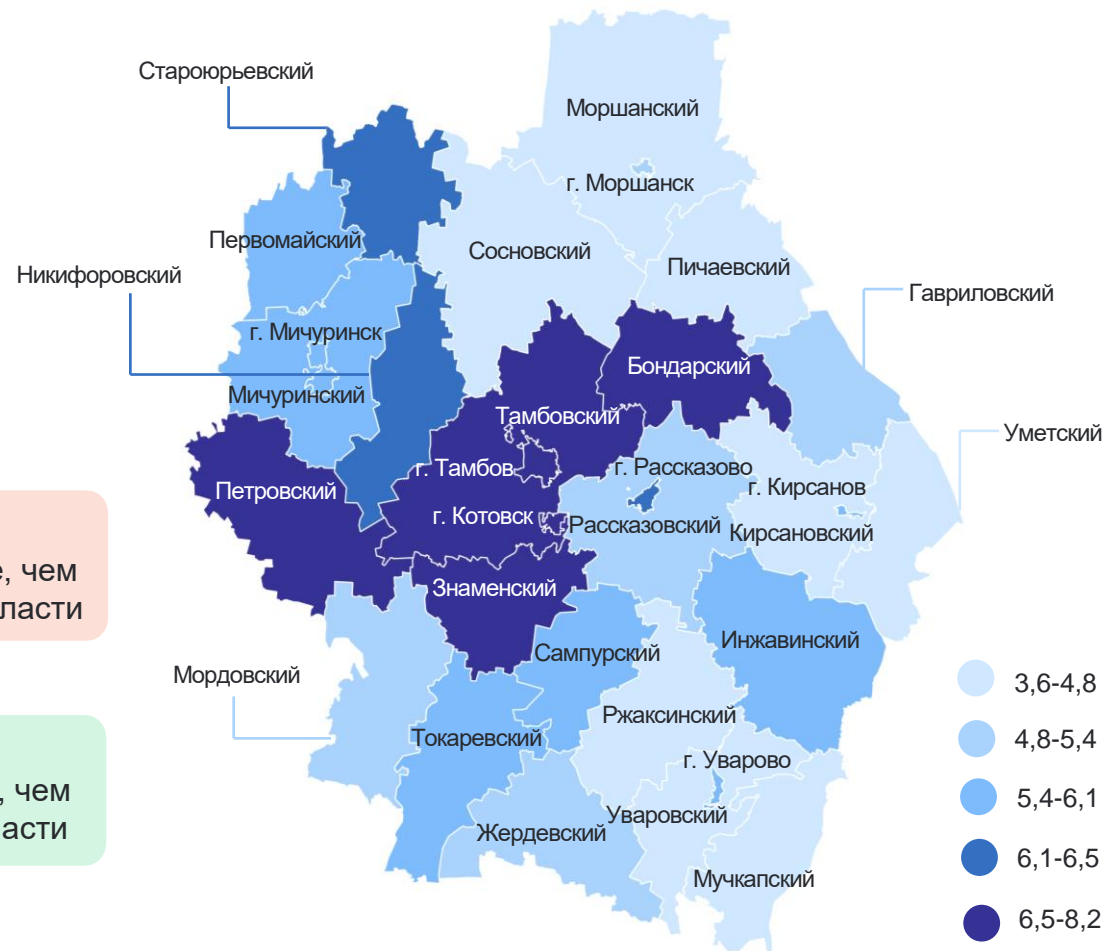 Староюрьевский
Моршанский
г. Моршанск
Первомайский
Сосновский
Пичаевский
Никифоровский
Гавриловский
г. Мичуринск
Бондарский
Мичуринский
Тамбовский
Уметский
г. Рассказово
г. Тамбов
г. Кирсанов
Петровский
г. Котовск
Рассказовский
Кирсановский
е, чем
ласти
Знаменский
Инжавинский
Сампурский
Мордовский
3,6-4,8
Ржаксинский
Токаревский
4,8-5,4
г. Уварово
, чем
асти
5,4-6,1
Уваровский
Жердевский
6,1-6,5
Мучкапский
6,5-8,2